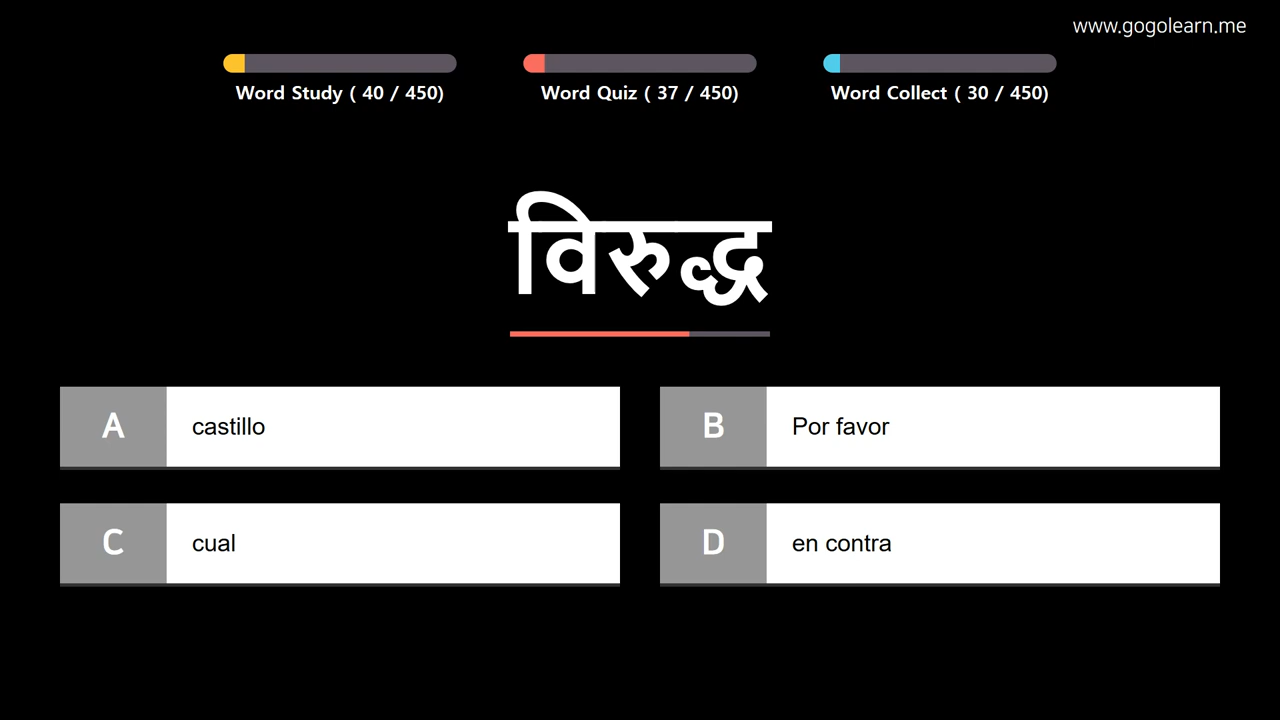 www.gogolearn.me
Word Study ( 40 / 450)
Word Quiz ( 37 / 450)
Word Collect ( 30 / 450)
विरुद्ध
A castillo
B Por favor
C cual
D en contra